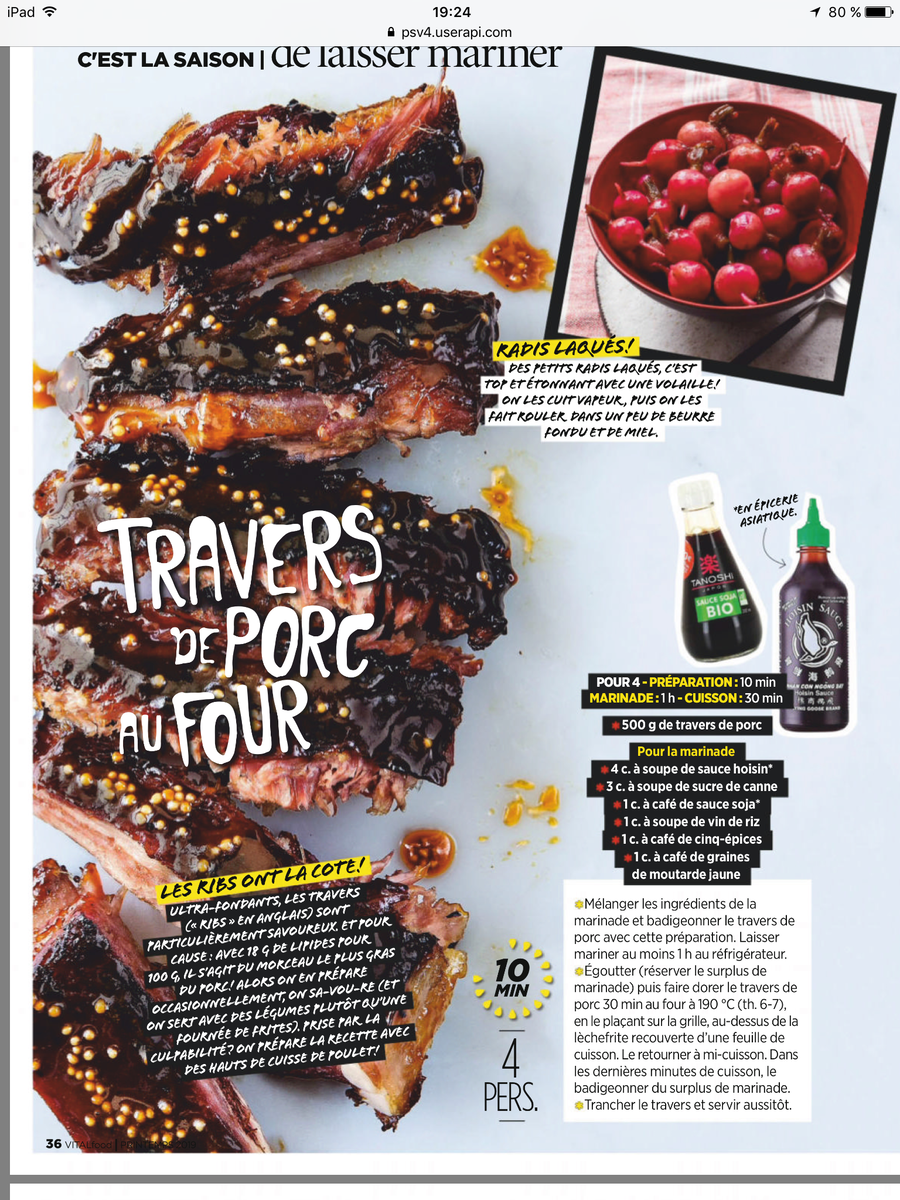 iPad 19:24 80 %
psv4.userapi.com
C'EST LA SAISON | de laisser mariner
RADIS LAQUÉS!
DES PETITS RADIS LAQUÉS, C'EST
TOP ET ÉTONNANT AVEC UNE VOLAILLE!
ON LES CUIT VAPEUR, PUIS ON LES
FAIT ROULER DANS UN PEU DE BEURRE
FONDU ET DE MIEL.
*EN ÉPICERIE
ASIATIQUE.
楽
TANOSHI
SAUCE SOJA
BIO
HOISIN SAUCE
Hoisin Sauce
TRAVERS
DE PORC
AU FOUR
POUR 4 - PRÉPARATION : 10 min
MARINADE : 1 h - CUISSON : 30 min
500 g de travers de porc
Pour la marinade
4 c. à soupe de sauce hoisin*
3 c. à soupe de sucre de canne
1 c. à café de sauce soja*
1 c. à soupe de vin de riz
1 c. à café de cinq-épices
1 c. à café de graines
de moutarde jaune
Mélanger les ingrédients de la
marinade et badigeonner le travers de
porc avec cette préparation. Laisser
mariner au moins 1 h au réfrigérateur.
Égoutter (réserver le surplus de
marinade) puis faire dorer le travers de
porc 30 min au four à 190 °C (th. 6-7),
en le plaçant sur la grille, au-dessus de la
lèchefrite recouverte d'une feuille de
cuisson. Le retourner à mi-cuisson. Dans
les dernières minutes de cuisson, le
badigeonner du surplus de marinade.
Trancher le travers et servir aussitôt.
LES RIBS ONT LA COTE!
ULTRA-FONDANTS, LES TRAVERS
(« RIBS » EN ANGLAIS) SONT
PARTICULIÈREMENT SAVOUREUX. ET POUR
CAUSE : AVEC 18 G DE LIPIDES POUR
100 G, IL S'AGIT DU MORCEAU LE PLUS GRAS
DU PORC! ALORS ON EN PRÉPARE
OCCASIONNELLEMENT, ON SA-VOU-RE (ET
ON SERT AVEC DES LÉGUMES PLUTÔT QU'UNE
FOURNÉE DE FRITES). PRISE PAR LA
CULPABILITÉ? ON PRÉPARE LA RECETTE AVEC
DES HAUTS DE CUISSE DE POULET!
10
MIN
4
PERS.
36 VITALfood |